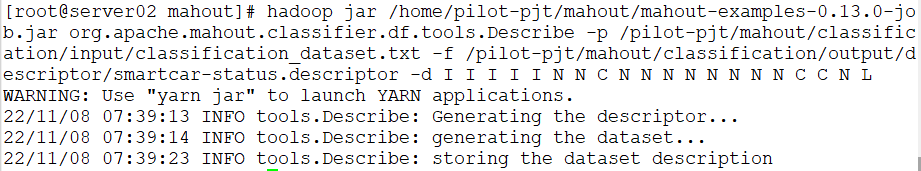 [root@server02 mahout]# hadoop jar /home/pilot-pjt/mahout/mahout-examples-0.13.0-jo
b.jar org.apache.mahout.classifier.df.tools.Describe -p /pilot-pjt/mahout/classific
ation/input/classification_dataset.txt -f /pilot-pjt/mahout/classification/output/d
escriptor/smartcar-status.descriptor -d I I I I I N N C N N N N N N N N C C N L
WARNING: Use "yarn jar" to launch YARN applications.
22/11/08 07:39:13 INFO tools.Describe: Generating the descriptor...
22/11/08 07:39:14 INFO tools.Describe: generating the dataset...
22/11/08 07:39:23 INFO tools.Describe: storing the dataset description